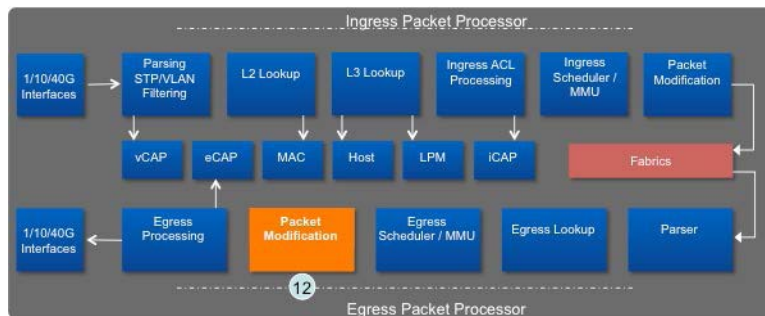 Ingress Packet Processor
1/10/40G
Interfaces
Parsing
STP/VLAN
Filtering
L2 Lookup
L3 Lookup
Ingress ACL
Processing
Ingress
Scheduler /
MMU
Packet
Modification
vCAP
eCAP
MAC
Host
LPM
iCAP
Fabrics
1/10/40G
Interfaces
Egress
Processing
Packet
Modification
Egress
Scheduler / MMU
Egress Lookup
Parser
12
Egress Packet Processor